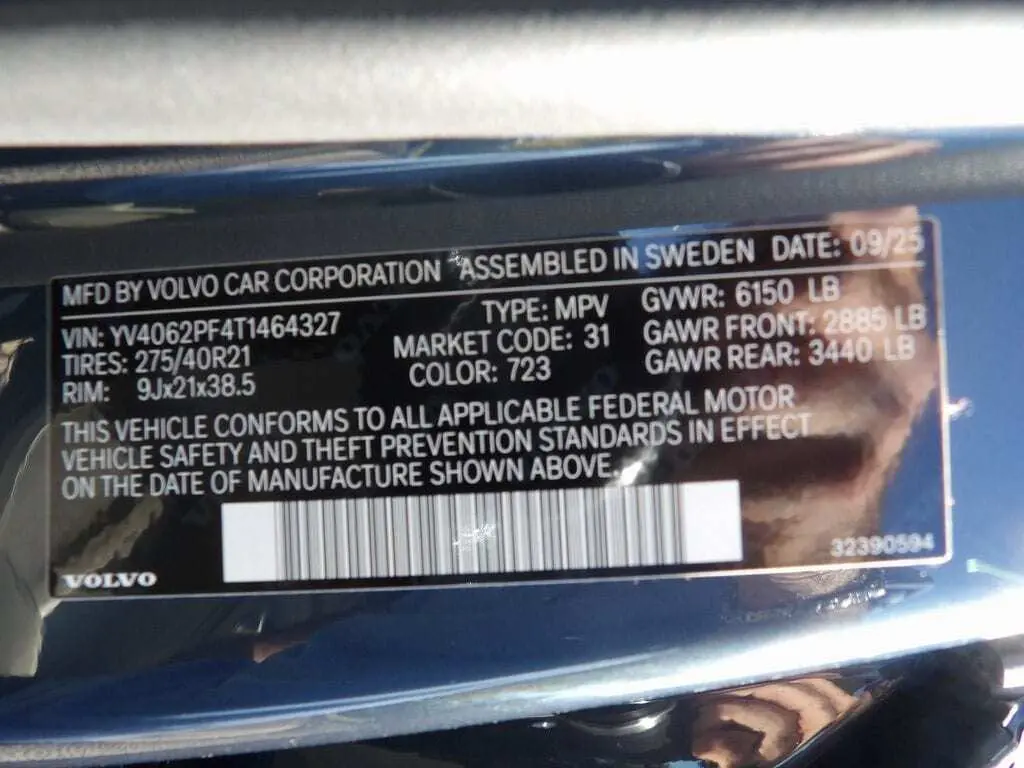 MFD BY VOLVO CAR CORPORATION ASSEMBLED IN SWEDEN DATE: 09/25
VIN: YV4062PF4T1464327 TYPE: MPV GVWR: 6150 LB
TIRES: 275/40R21 MARKET CODE: 31 GAWR FRONT: 2885 LB
RIM: 9Jx21x38.5 COLOR: 723 GAWR REAR: 3440 LB
THIS VEHICLE CONFORMS TO ALL APPLICABLE FEDERAL MOTOR
VEHICLE SAFETY AND THEFT PREVENTION STANDARDS IN EFFECT
ON THE DATE OF MANUFACTURE SHOWN ABOVE.
VOLVO 32390594